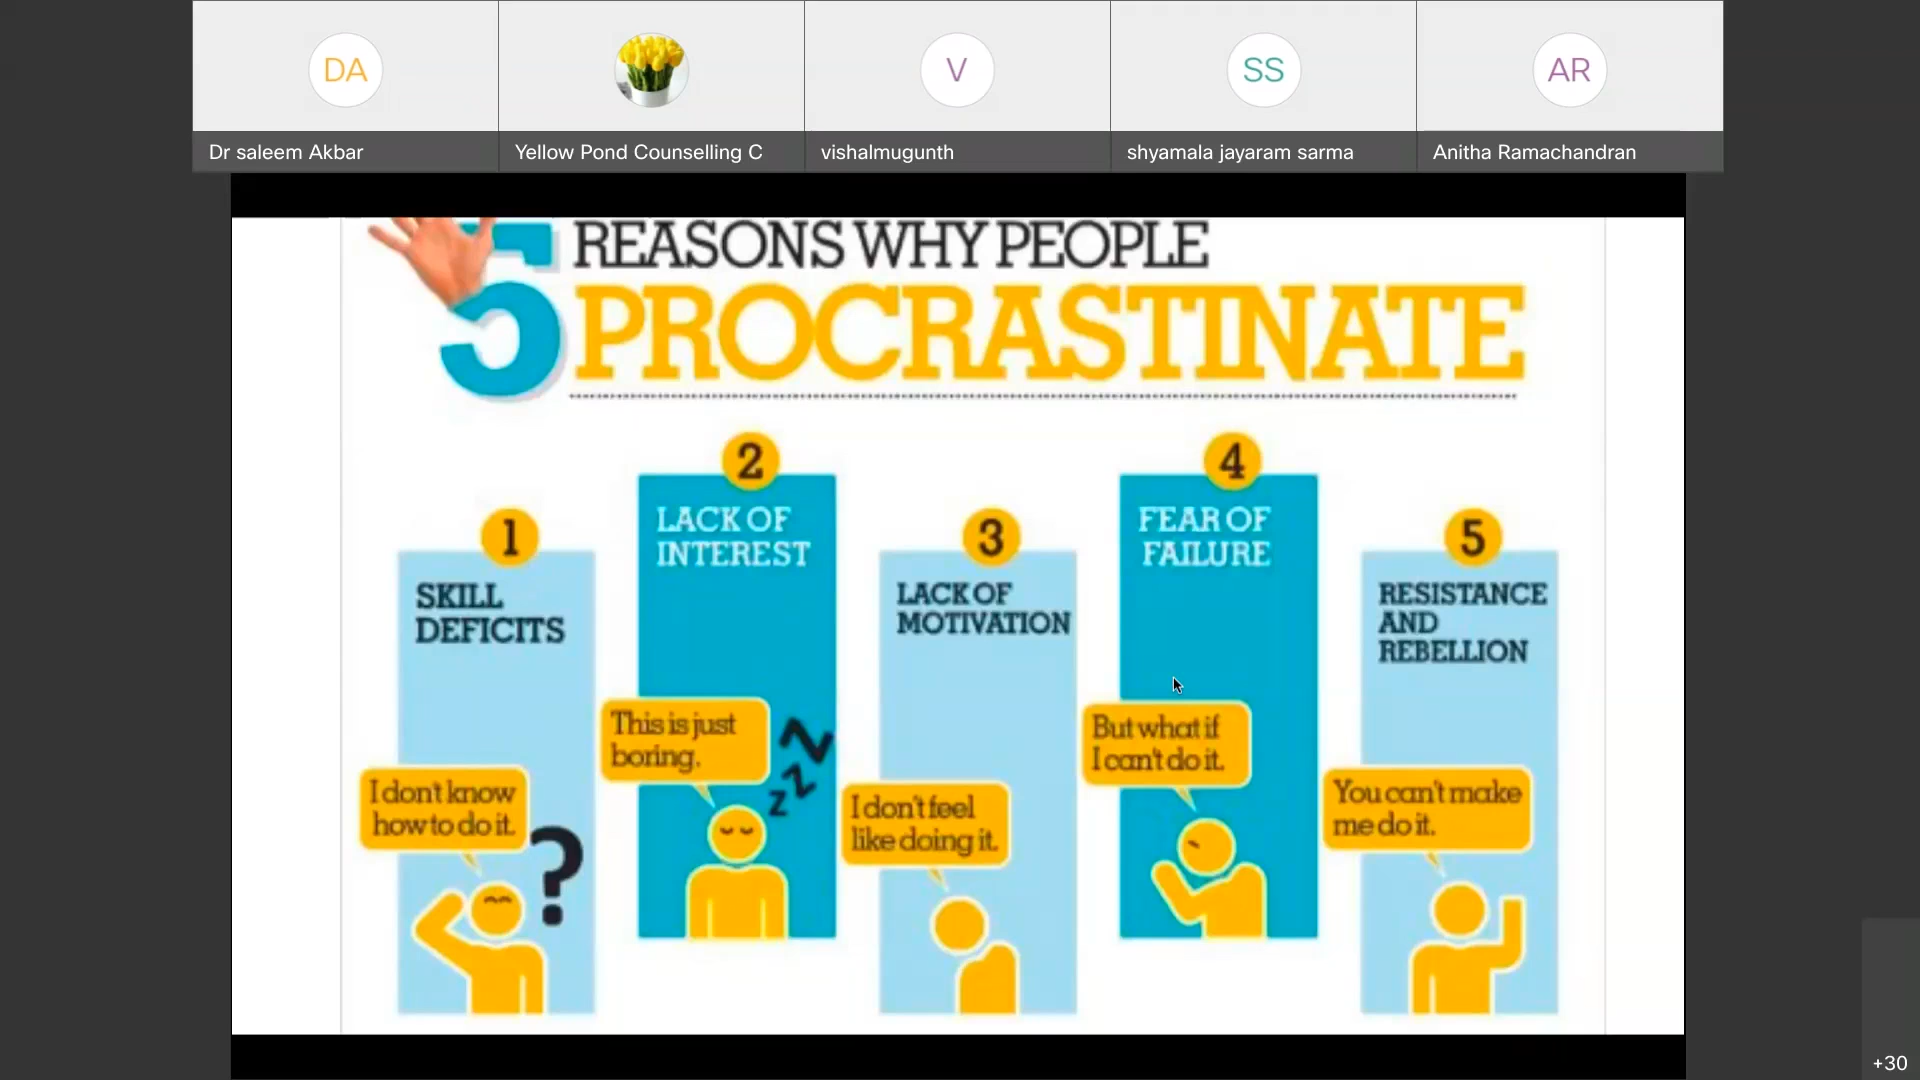 DA
V
SS
AR
Dr saleem Akbar
Yellow Pond Counselling C
vishalmugunth
shyamala jayaram sarma
Anitha Ramachandran
5
REASONS WHY PEOPLE
PROCRASTINATE
1
SKILL
DEFICITS
I don't know
how to do it.
?
2
LACK OF
INTEREST
This is just
boring.
Z
Z
Z
3
LACK OF
MOTIVATION
I don't feel
like doing it.
4
FEAR OF
FAILURE
But what if
I can't do it.
5
RESISTANCE
AND
REBELLION
You can't make
me do it.
+30